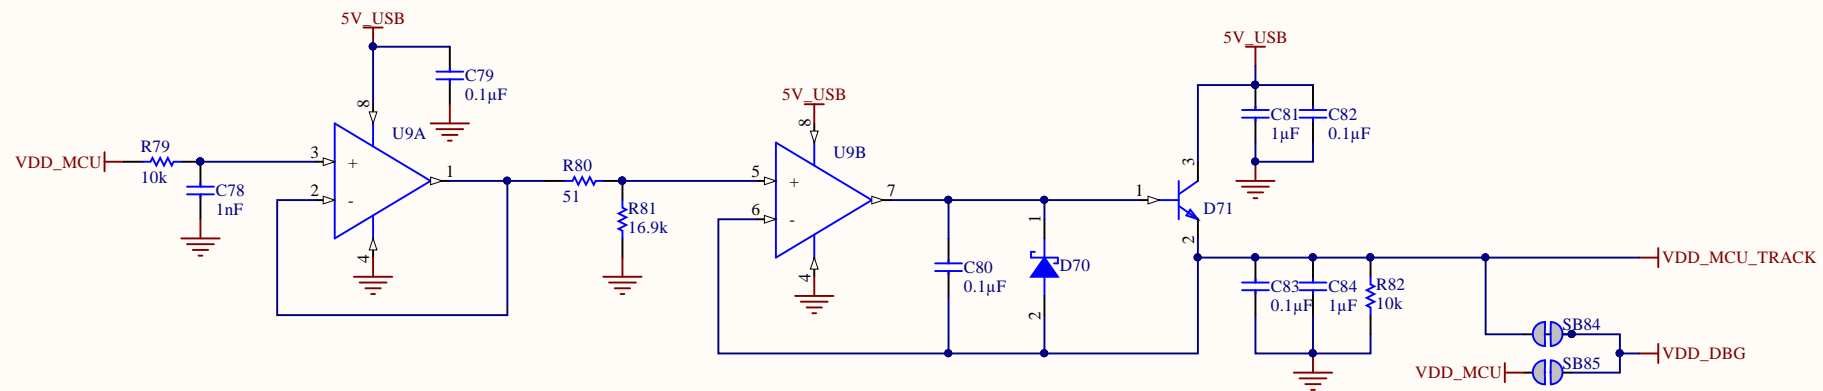 5V_USB
C79
0.1µF
8
U9A
VDD_MCU
R79
10k
C78
1nF
3
+
2
-
1
4
R80
51
R81
16.9k
5V_USB
8
U9B
5
+
6
-
7
4
C80
0.1µF
1
D70
2
5V_USB
C81
1µF
C82
0.1µF
3
1
D71
2
C83
0.1µF
C84
1µF
R82
10k
VDD_MCU_TRACK
SB84
VDD_DBG
SB85
VDD_MCU